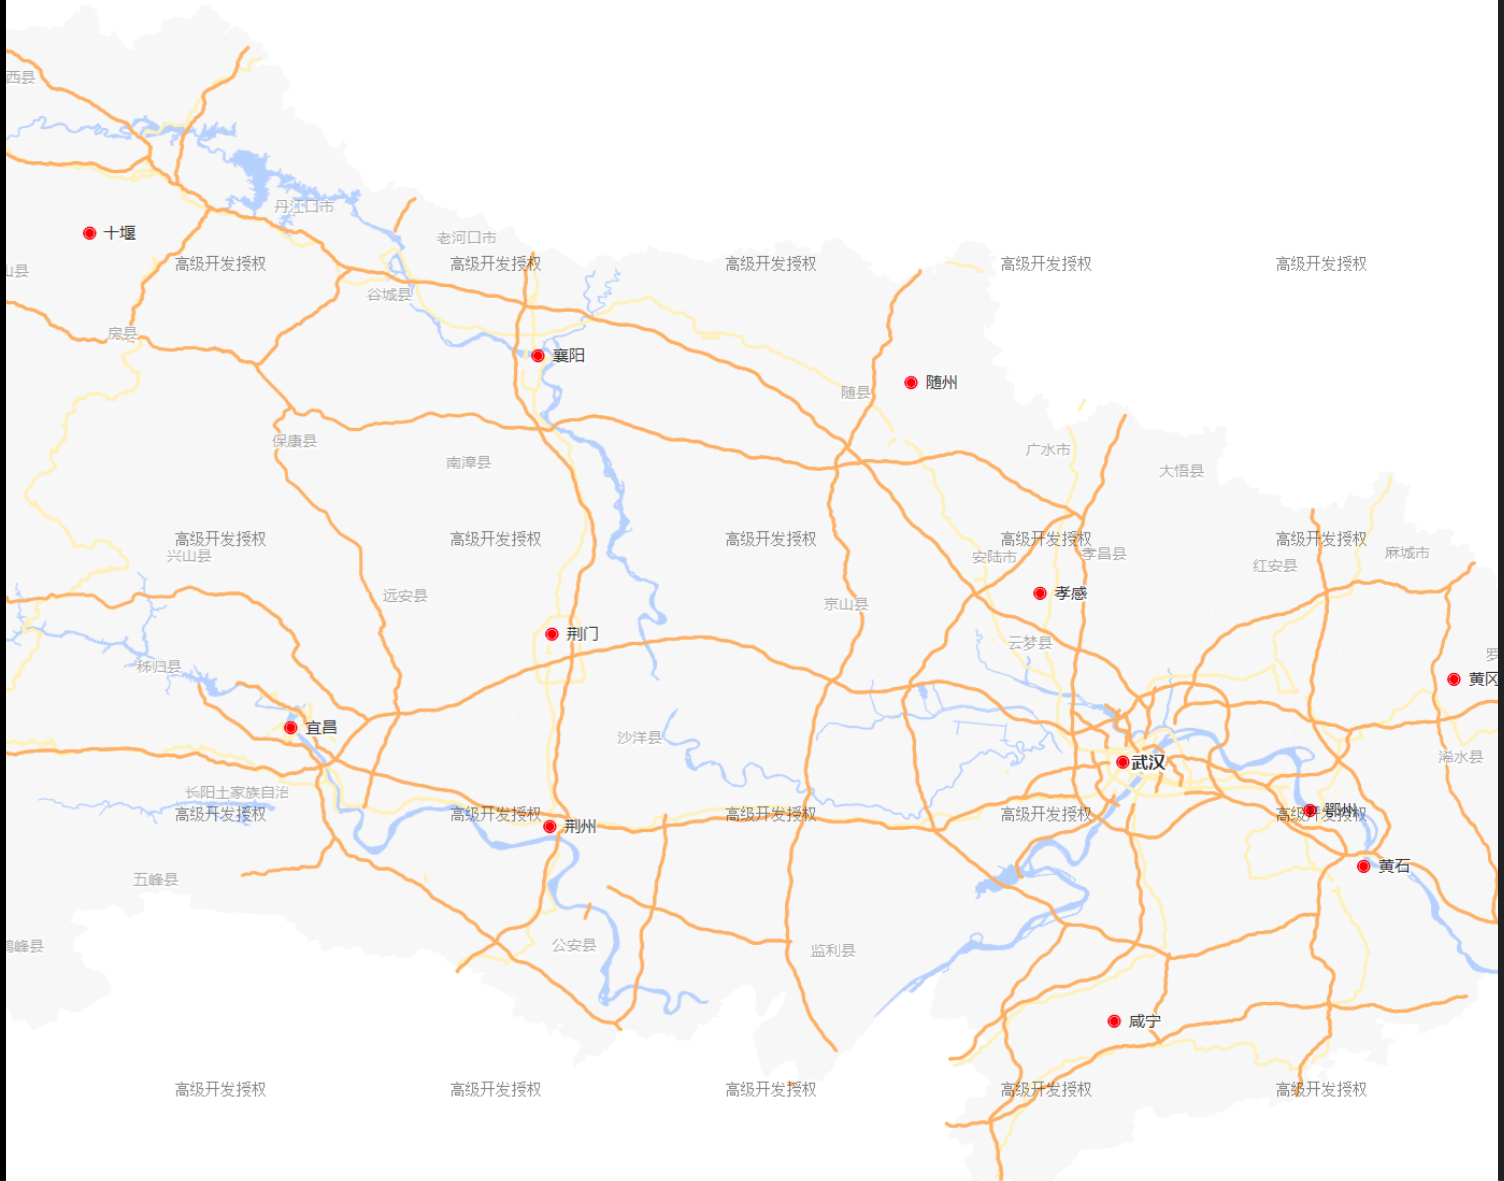 西县
丹江口市
十堰
老河口市
山县
高级开发授权
高级开发授权
高级开发授权
高级开发授权
高级开发授权
谷城县
房县
襄阳
随县
随州
保康县
南漳县
广水市
大悟县
高级开发授权
高级开发授权
高级开发授权
高级开发授权
高级开发授权
兴山县
安陆市
孝昌县
红安县
麻城市
远安县
京山县
孝感
荆门
云梦县
秭归县
罗
黄冈
宜昌
沙洋县
武汉
浠水县
长阳土家族自治
高级开发授权
高级开发授权
高级开发授权
高级开发授权
高级开发授权
鄂州
荆州
黄石
五峰县
鹤峰县
公安县
监利县
咸宁
高级开发授权
高级开发授权
高级开发授权
高级开发授权
高级开发授权